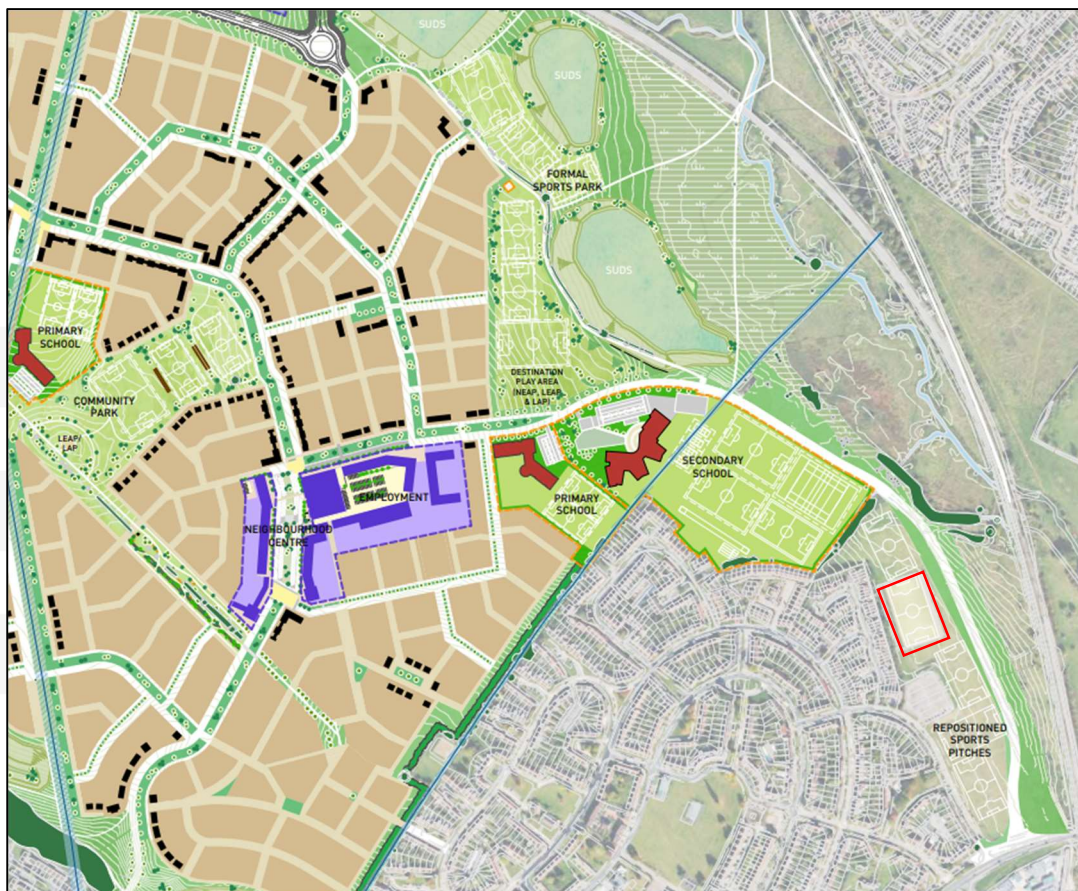 SUDS
SUDS
FORMAL
SPORTS PARK
SUDS
PRIMARY
SCHOOL
DESTINATION
PLAY AREA
(NEAP, LEAP
& LAP)
COMMUNITY
PARK
LEAP/
LAP
SECONDARY
SCHOOL
EMPLOYMENT
PRIMARY
SCHOOL
NEIGHBOURHOOD
CENTRE
REPOSITIONED
SPORTS
PITCHES